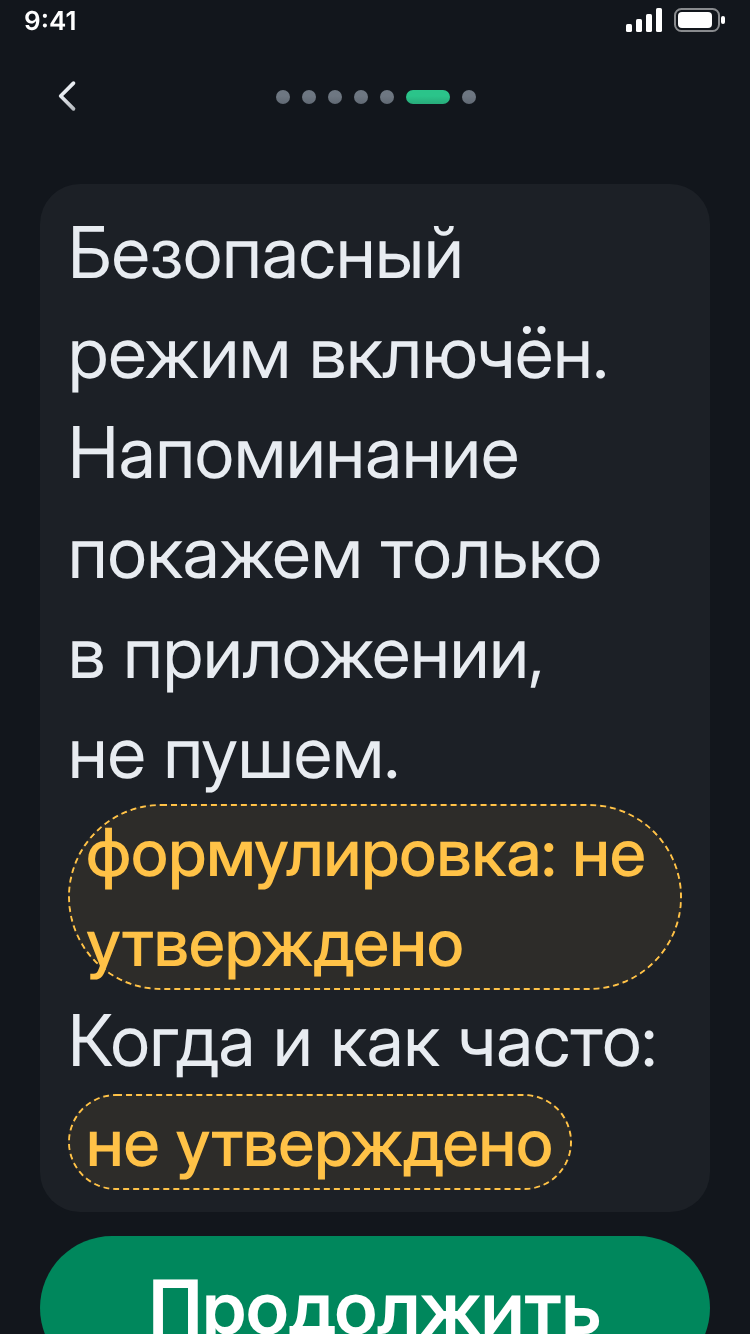 9:41
Безопасный
режим включён.
Напоминание
покажем только
в приложении,
не пушем.
формулировка: не
утверждено
Когда и как часто:
не утверждено
Продолжить